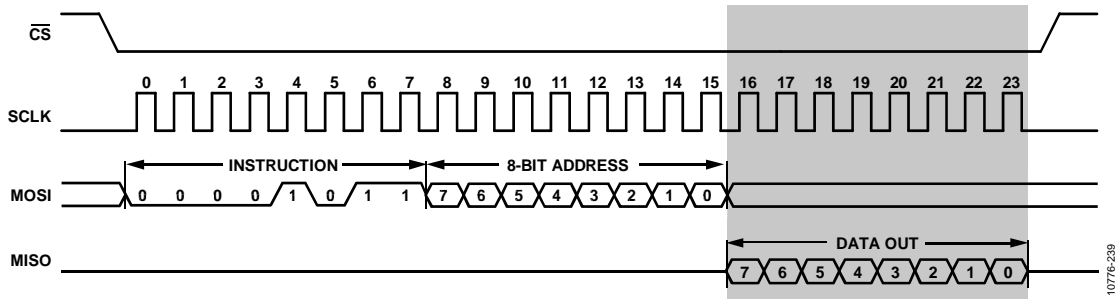 CS
0 1 2 3 4 5 6 7 8 9 10 11 12 13 14 15 16 17 18 19 20 21 22 23
SCLK
INSTRUCTION 8-BIT ADDRESS
MOSI 0 0 0 0 1 0 1 1 7 6 5 4 3 2 1 0
DATA OUT
MISO
7 6 5 4 3 2 1 0
10776-239